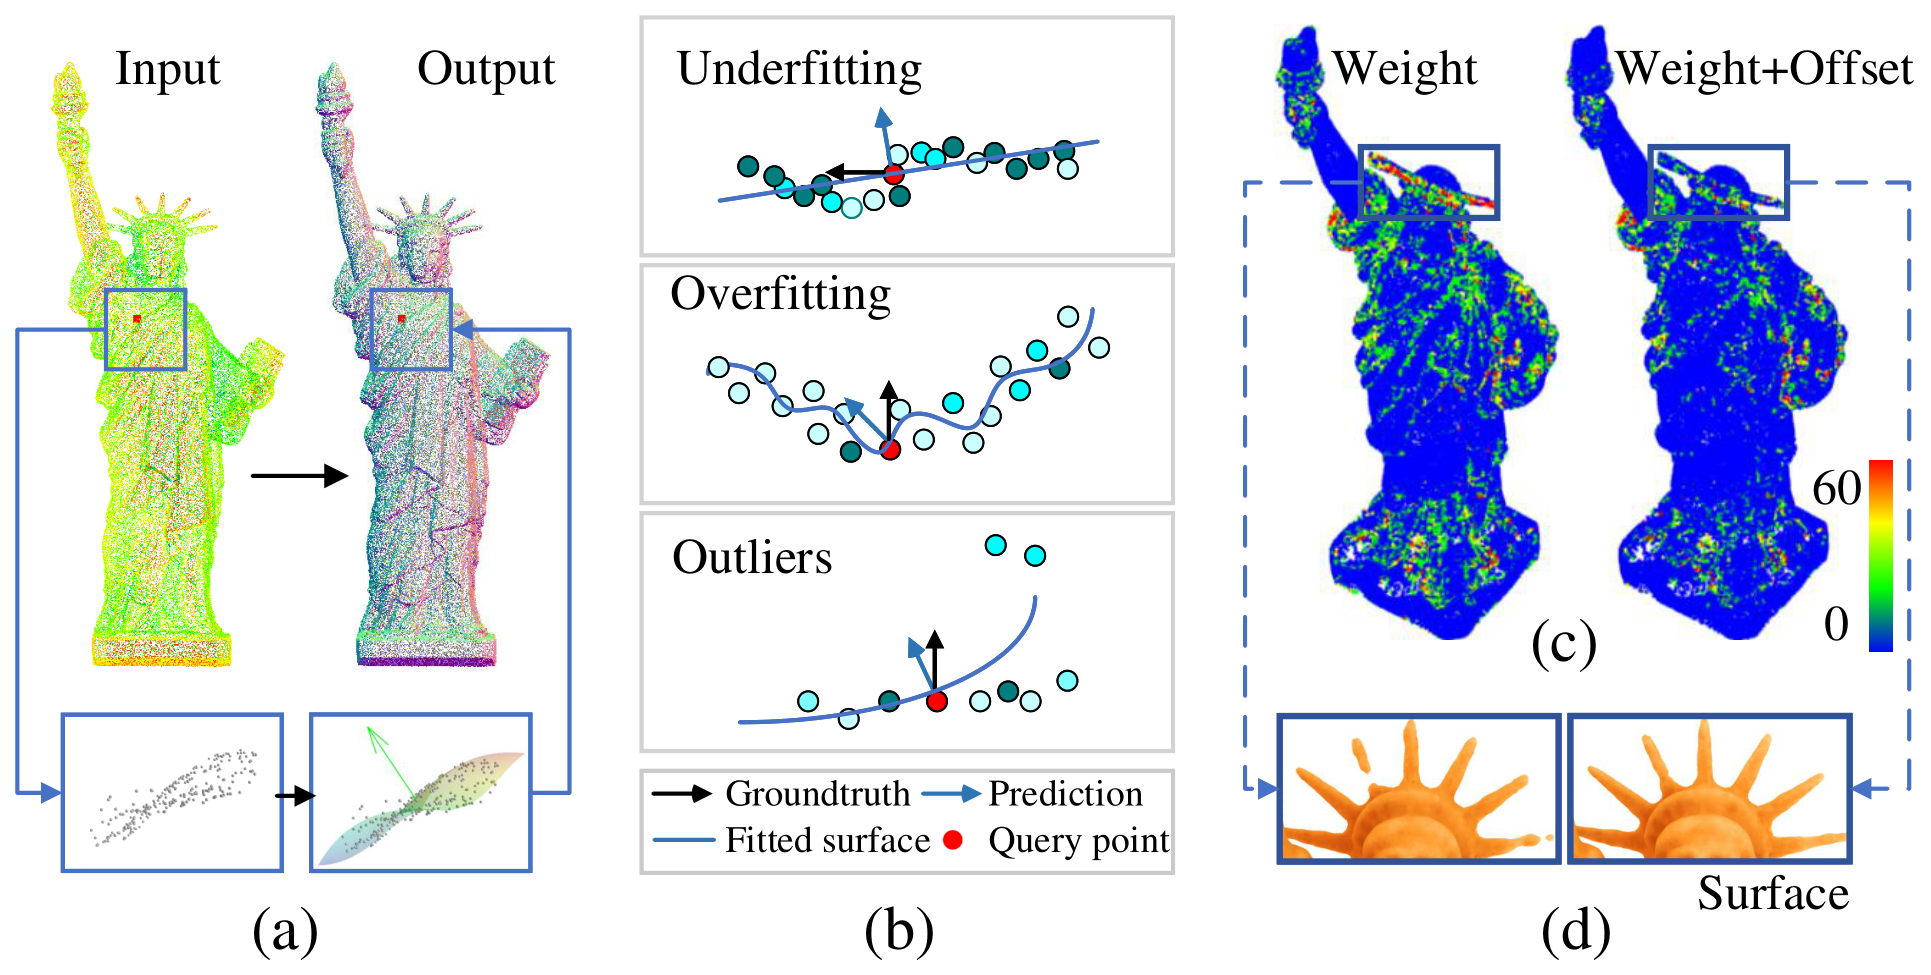 Input
Output
(a)
Underfitting
Overfitting
Outliers
Groundtruth
Prediction
Fitted surface
Query point
(b)
Weight
Weight+Offset
60
0
(c)
Surface
(d)